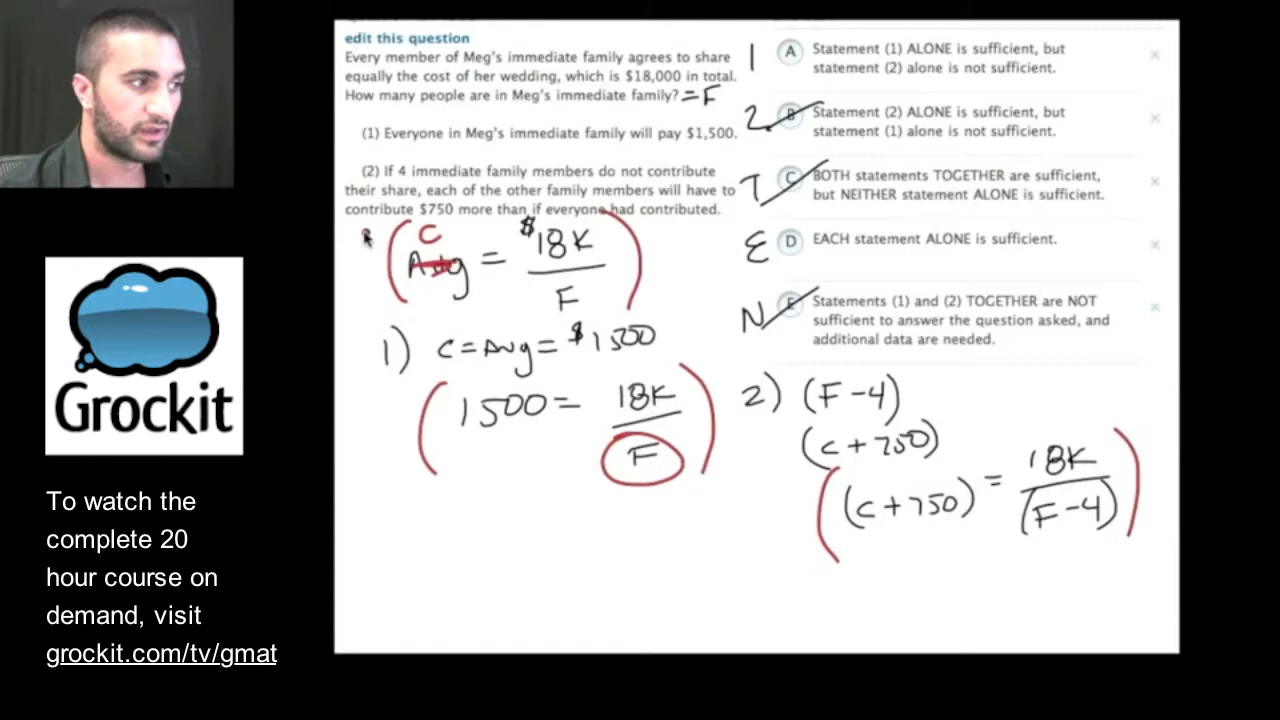 edit this question
Every member of Meg's immediate family agrees to share
equally the cost of her wedding, which is $18,000 in total.
How many people are in Meg's immediate family? = F
(1) Everyone in Meg's immediate family will pay $1,500.
(2) If 4 immediate family members do not contribute
their share, each of the other family members will have to
contribute $750 more than if everyone had contributed.
C
Avg = $18K
F
1) C = Avg = $1500
1500 = 18K
F
1 A Statement (1) ALONE is sufficient, but
statement (2) alone is not sufficient.
2 B Statement (2) ALONE is sufficient, but
statement (1) alone is not sufficient.
T C BOTH statements TOGETHER are sufficient,
but NEITHER statement ALONE is sufficient.
E D EACH statement ALONE is sufficient.
N E Statements (1) and (2) TOGETHER are NOT
sufficient to answer the question asked, and
additional data are needed.
2) (F-4)
(C+750)
(C+750) = 18K
(F-4)
Grockit
To watch the
complete 20
hour course on
demand, visit
grockit.com/tv/gmat